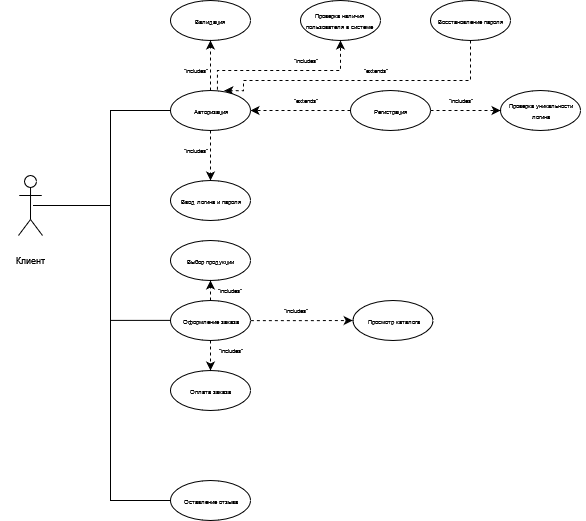 Валидация
Проверка наличия
пользователя в системе
Восстановление пароля
"includes"
"includes"
"extends"
Авторизация
"extends"
Регистрация
"includes"
Проверка уникальности
логина
"includes"
Ввод логина и пароля
Клиент
Выбор продукции
"includes"
Оформление заказа
"includes"
Просмотр каталога
"includes"
Оплата заказа
Оставление отзыва